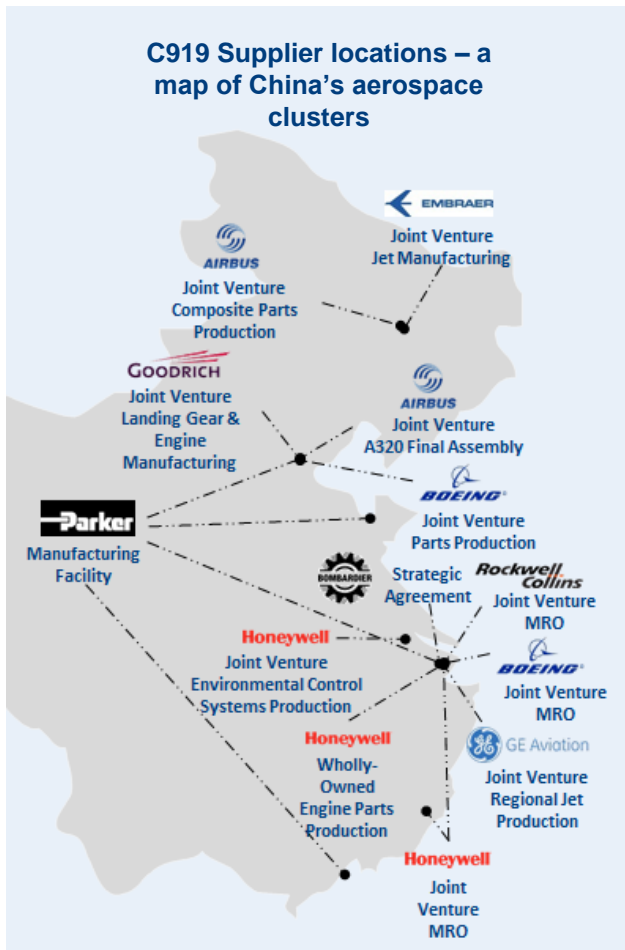 C919 Supplier locations – a
map of China's aerospace
clusters
EMBRAER
Joint Venture
Jet Manufacturing
AIRBUS
Joint Venture
Composite Parts
Production
GOODRICH
Joint Venture
Landing Gear &
Engine
Manufacturing
AIRBUS
Joint Venture
A320 Final Assembly
BOEING®
Joint Venture
Parts Production
Parker
Manufacturing
Facility
BOMBARDIER
Strategic
Agreement
Rockwell
Collins
Joint Venture
MRO
Honeywell
Joint Venture
Environmental Control
Systems Production
BOEING®
Joint Venture
MRO
Honeywell
Wholly-
Owned
Engine Parts
Production
GE Aviation
Joint Venture
Regional Jet
Production
Honeywell
Joint
Venture
MRO